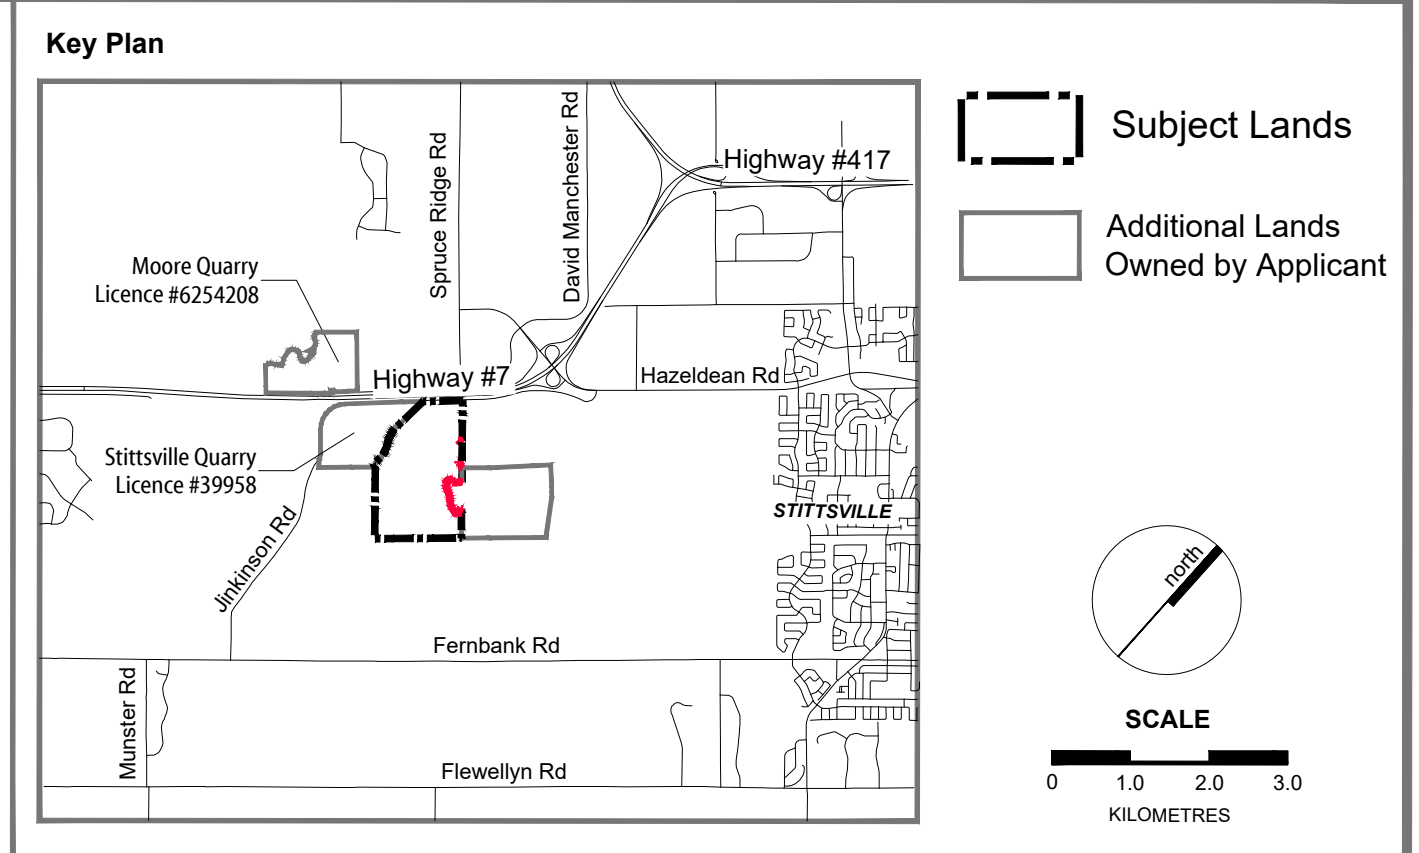 Key Plan
Spruce Ridge Rd
David Manchester Rd
Highway #417
Moore Quarry
Licence #6254208
Highway #7
Hazeldean Rd
Stittsville Quarry
Licence #39958
STITTSVILLE
Jinkinson Rd
Fernbank Rd
Munster Rd
Flewellyn Rd
Subject Lands
Additional Lands
Owned by Applicant
north
SCALE
0 1.0 2.0 3.0
KILOMETRES